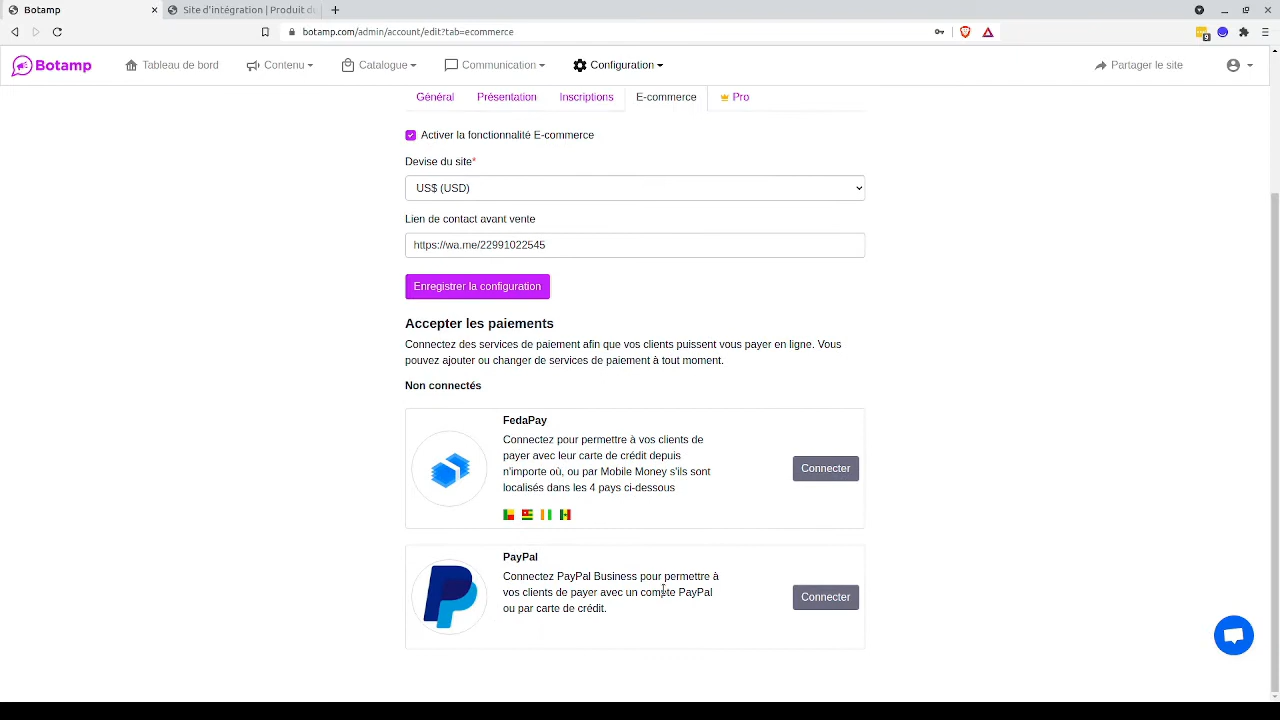 Botamp
Site d'intégration | Produit du
botamp.com/admin/account/edit?tab=ecommerce
9
Botamp
Tableau de bord
Contenu
Catalogue
Communication
Configuration
Partager le site
Général
Présentation
Inscriptions
E-commerce
Pro
Activer la fonctionnalité E-commerce
Devise du site*
US$ (USD)
Lien de contact avant vente
https://wa.me/22991022545
Enregistrer la configuration
Accepter les paiements
Connectez des services de paiement afin que vos clients puissent vous payer en ligne. Vous
pouvez ajouter ou changer de services de paiement à tout moment.
Non connectés
FedaPay
Connectez pour permettre à vos clients de
payer avec leur carte de crédit depuis
n'importe où, ou par Mobile Money s'ils sont
localisés dans les 4 pays ci-dessous
Connecter
PayPal
Connectez PayPal Business pour permettre à
vos clients de payer avec un compte PayPal
ou par carte de crédit.
Connecter